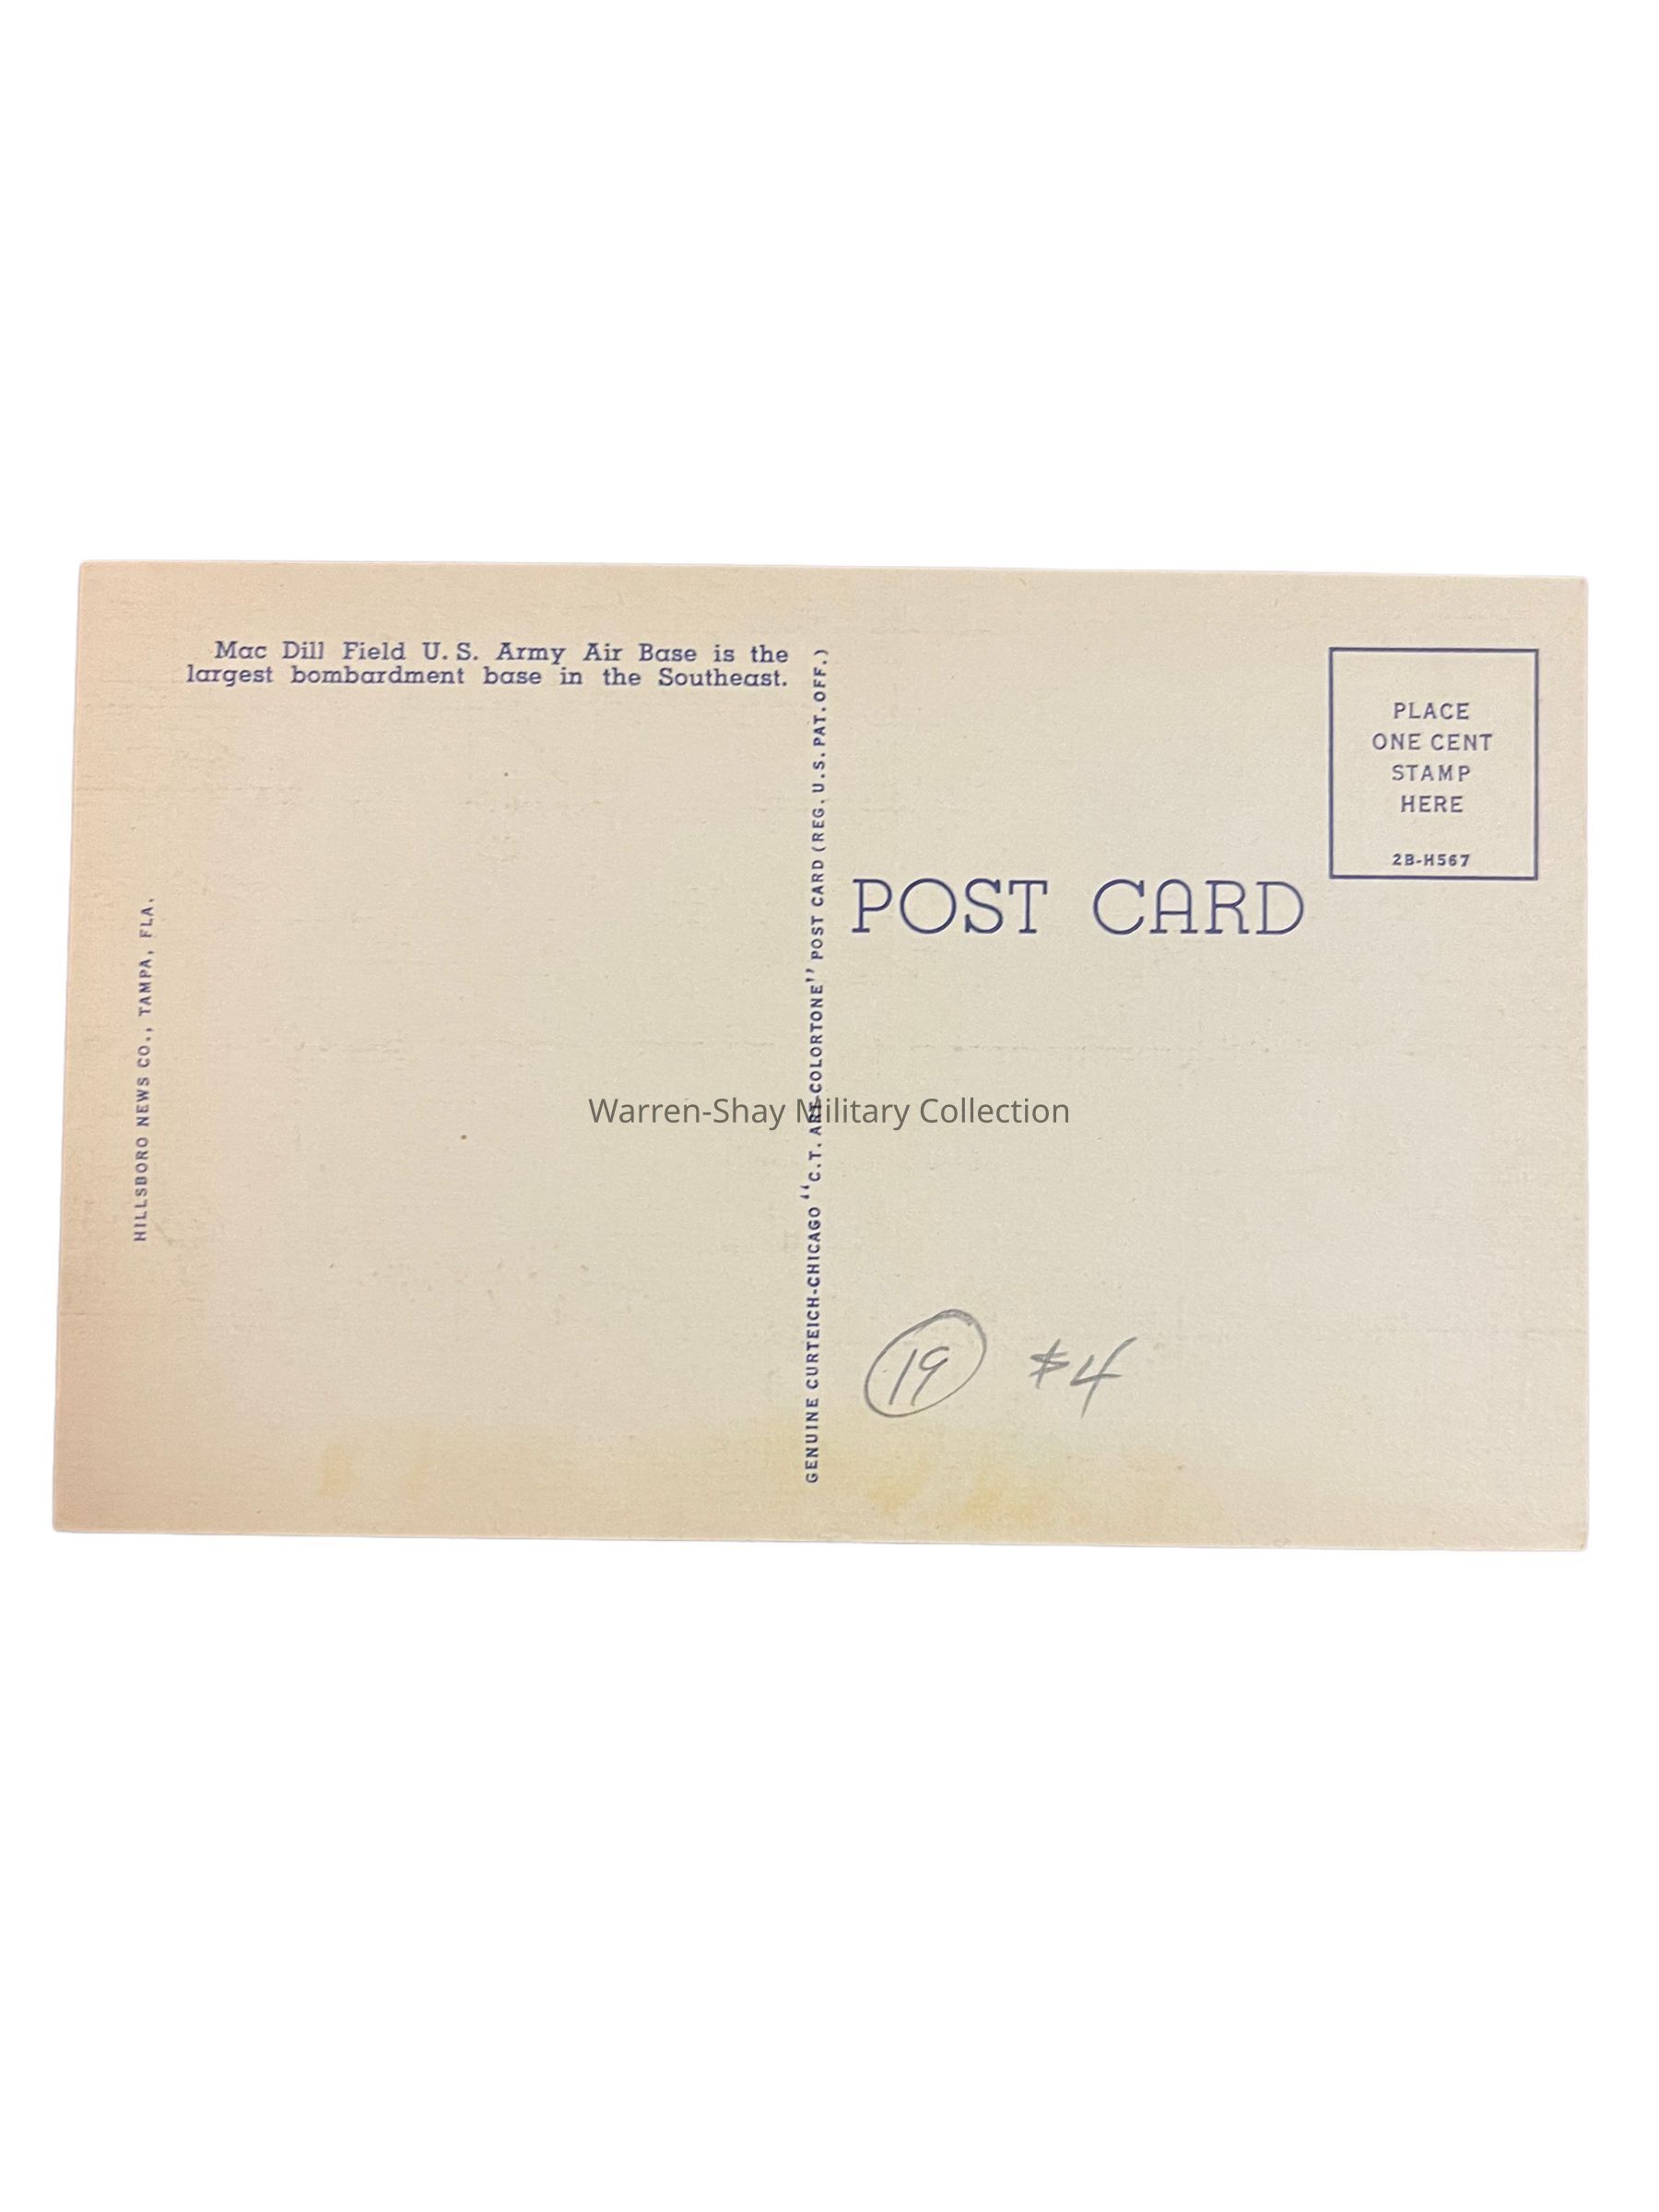 Mac Dill Field U.S. Army Air Base is the
largest bombardment base in the Southeast.
HILLSBORO NEWS CO., TAMPA, FLA.
GENUINE CURTEICH-CHICAGO "C.T. ART-COLORTONE" POST CARD (REG. U.S. PAT. OFF.)
POST CARD
PLACE
ONE CENT
STAMP
HERE
2B-H567
Warren-Shay Military Collection
19 $4